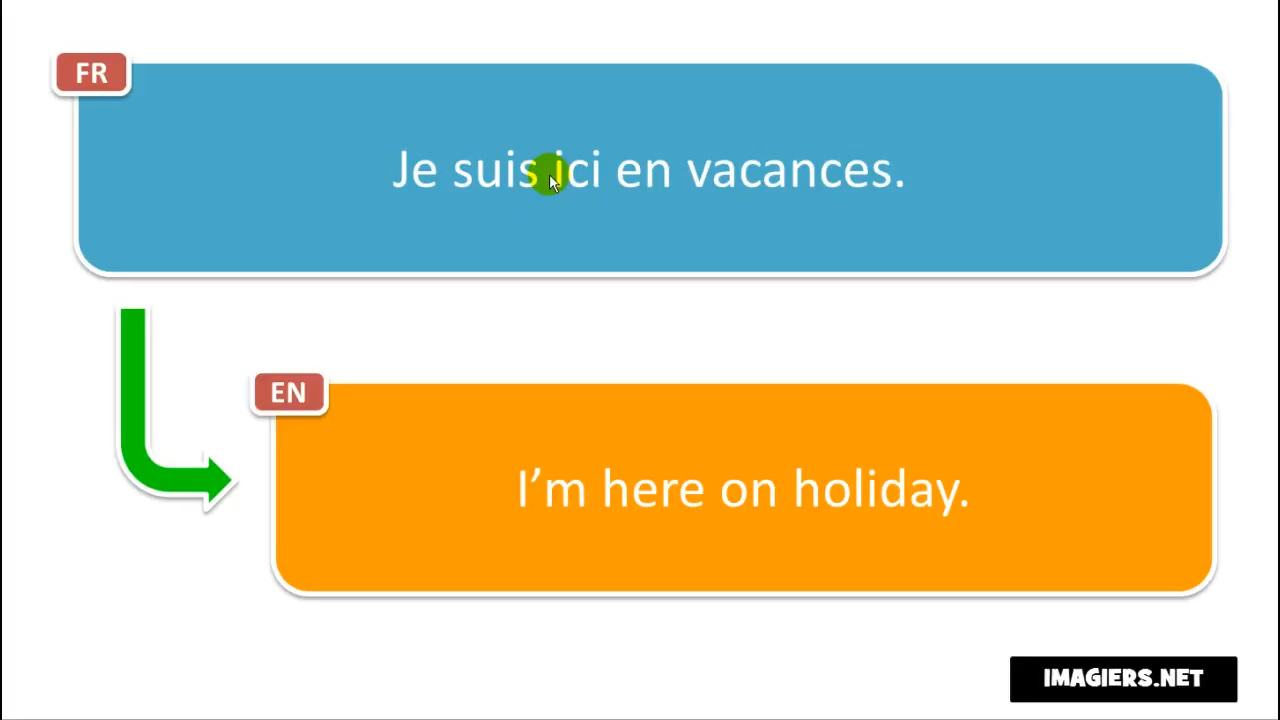 FR
Je suis ici en vacances.
EN
I’m here on holiday.
IMAGIERS.NET